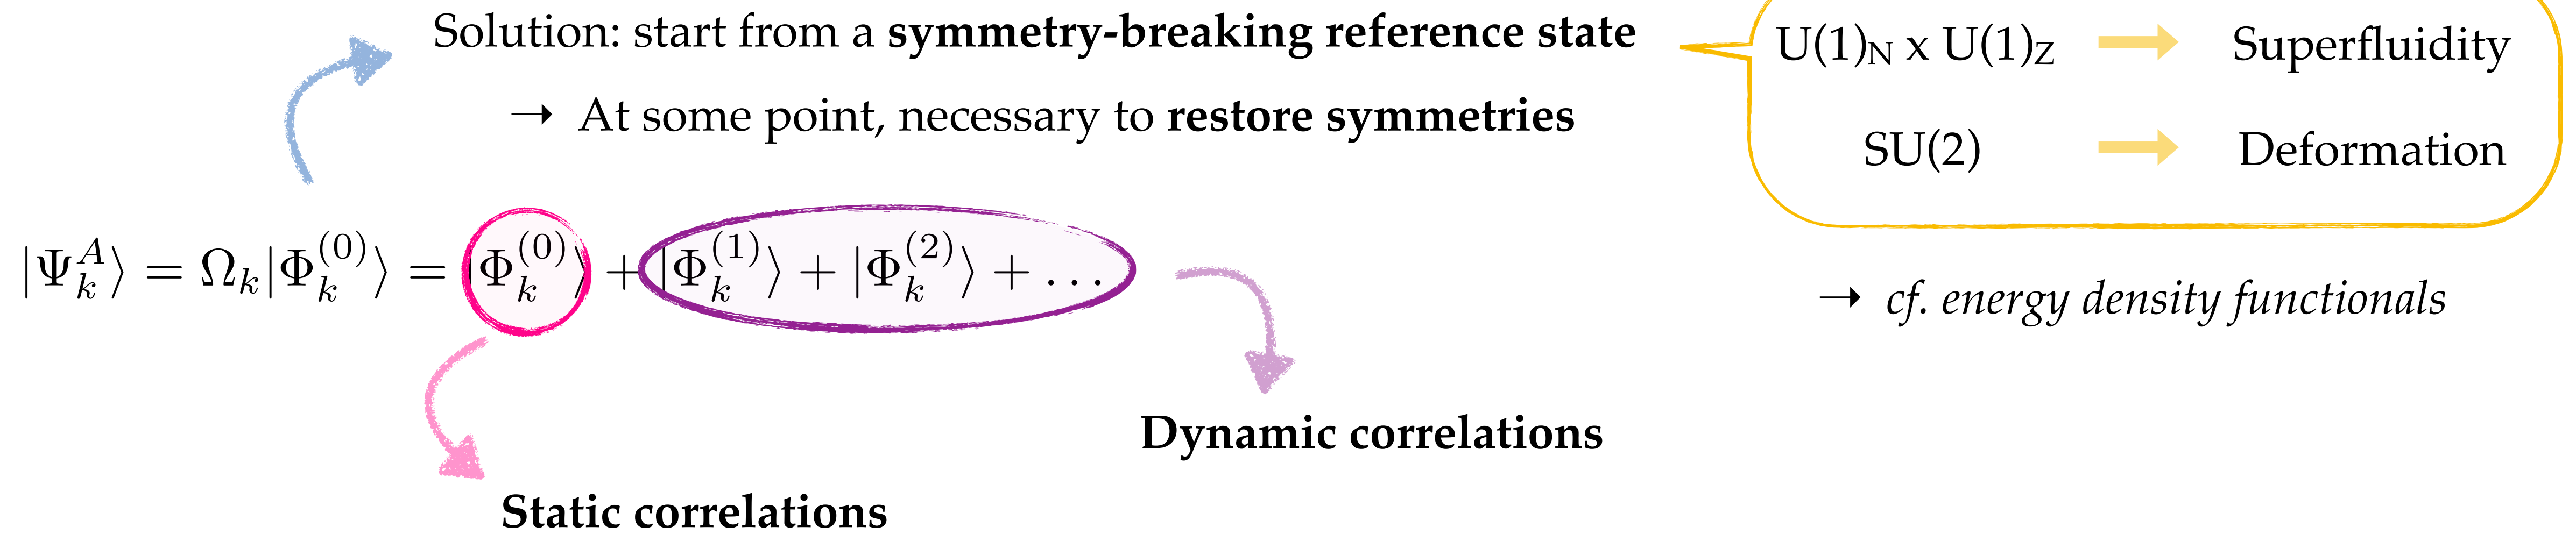 Solution: start from a symmetry-breaking reference state
→ At some point, necessary to restore symmetries
U(1)_N x U(1)_Z → Superfluidity
SU(2) → Deformation
|Ψ_k^A⟩ = Ω_k|Φ_k^(0)⟩ = |Φ_k^(0)⟩ + |Φ_k^(1)⟩ + |Φ_k^(2)⟩ + ...
→ cf. energy density functionals
Dynamic correlations
Static correlations